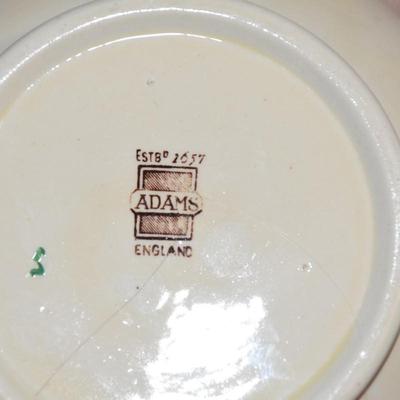 ESTBD 1657
ADAMS
ENGLAND
S